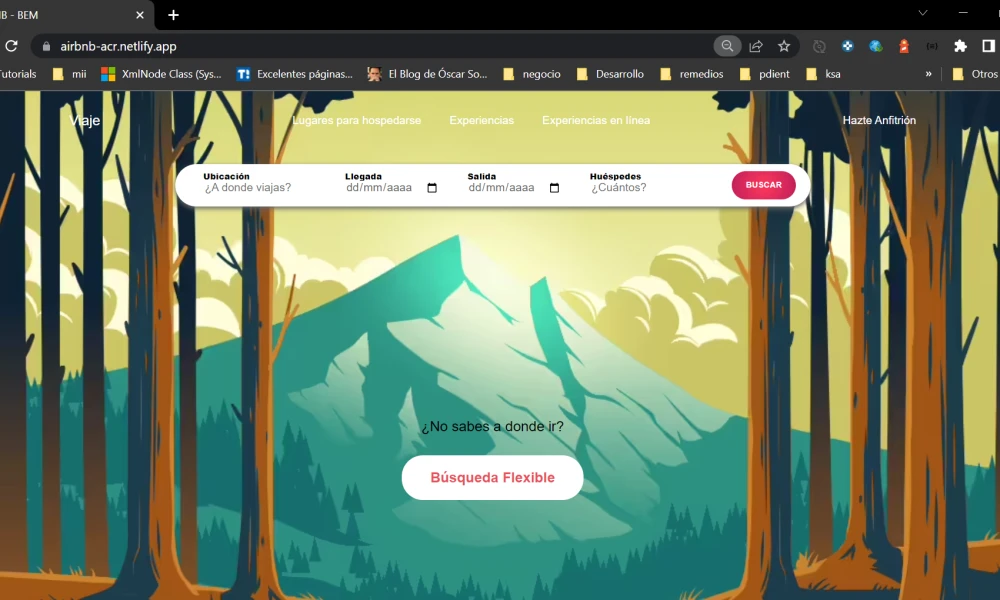 IB - BEM
airbnb-acr.netlify.app
Tutorials mii XmlNode Class (Sys... T! Excelentes páginas... El Blog de Óscar So... negocio Desarrollo remedios pdient ksa » Otros
Viaje Lugares para hospedarse Experiencias Experiencias en línea Hazte Anfitrión
Ubicación Llegada Salida Huéspedes
¿A donde viajas? dd/mm/aaaa dd/mm/aaaa ¿Cuántos? BUSCAR
¿No sabes a donde ir?
Búsqueda Flexible